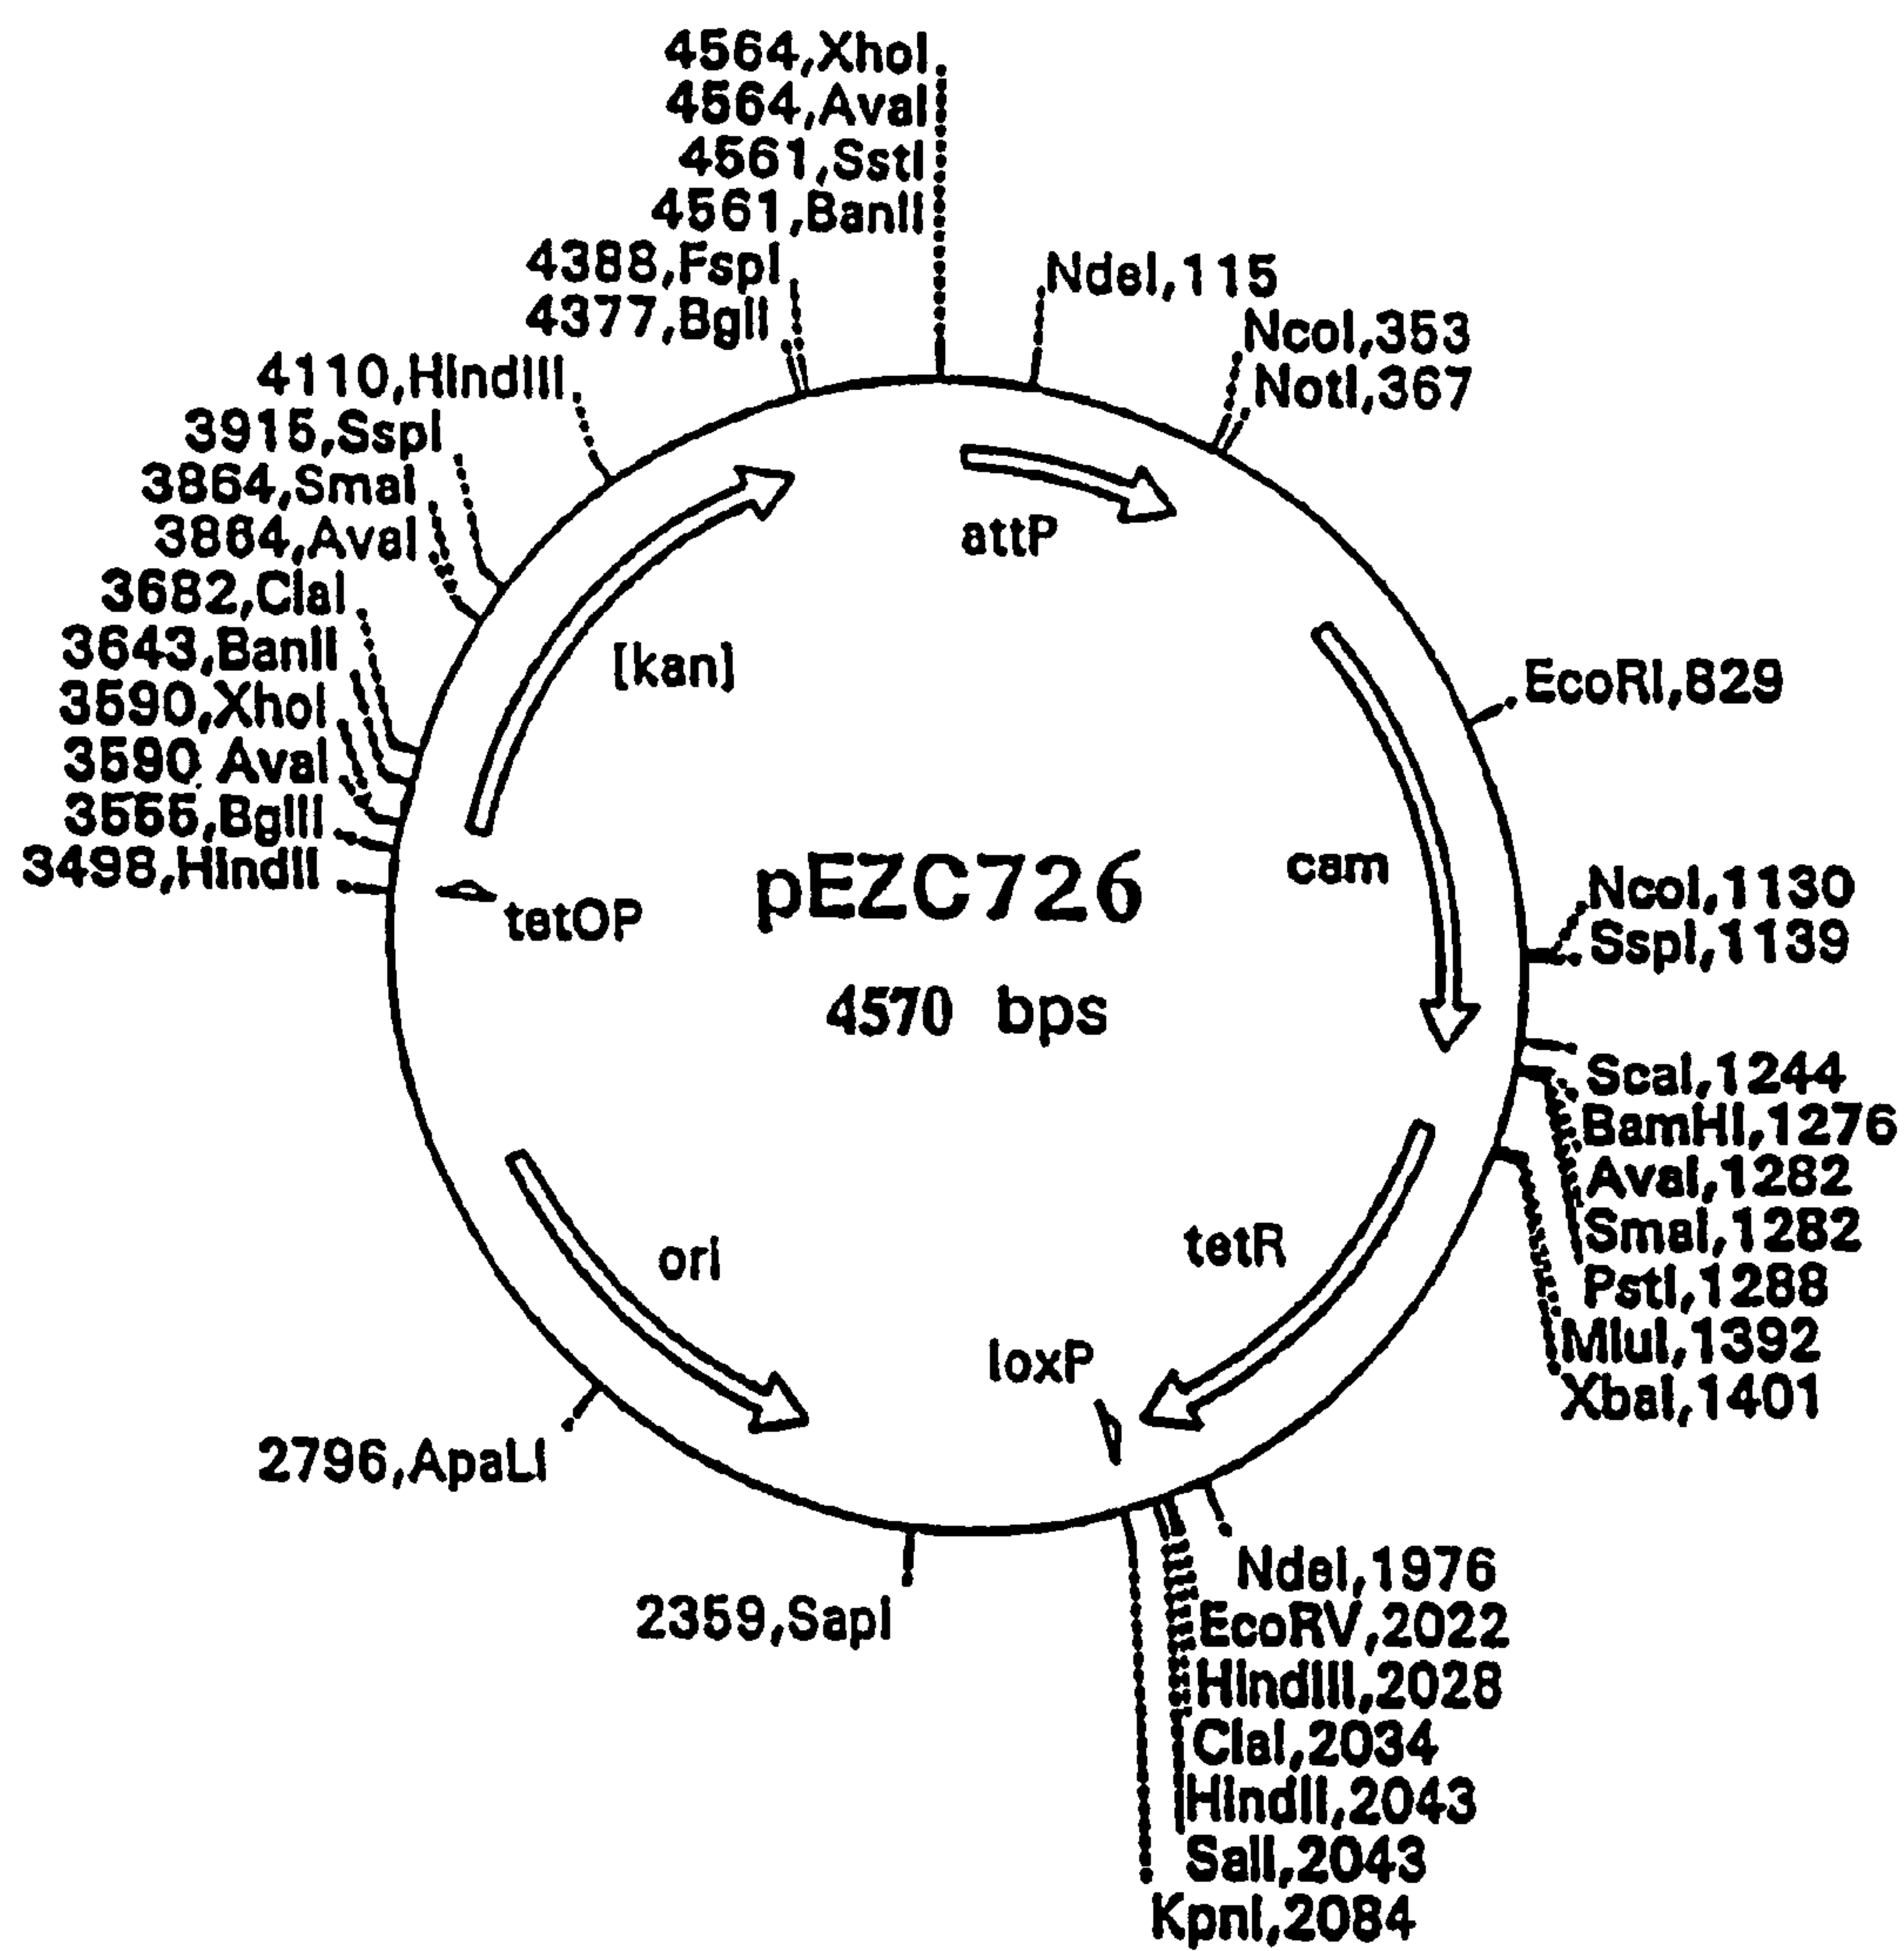 4564,XhoI
4564,AvaI
4561,SstI
4561,BanII
4388,FspI
4377,BglI
4110,HindIII
3915,SspI
3864,SmaI
3864,AvaI
3682,ClaI
3643,BanII
3590,XhoI
3590,AvaI
3555,BglII
3498,HindII
NdeI,115
NcoI,353
NotI,367
EcoRI,829
NcoI,1130
SspI,1139
ScaI,1244
BamHI,1276
AvaI,1282
SmaI,1282
PstI,1288
MluI,1392
XbaI,1401
NdeI,1976
EcoRV,2022
HindIII,2028
ClaI,2034
HindII,2043
SalI,2043
KpnI,2084
2359,SapI
2796,ApaLI
attP
[kan]
cam
tetOP
pEZC726
4570 bps
ori
tetR
loxP